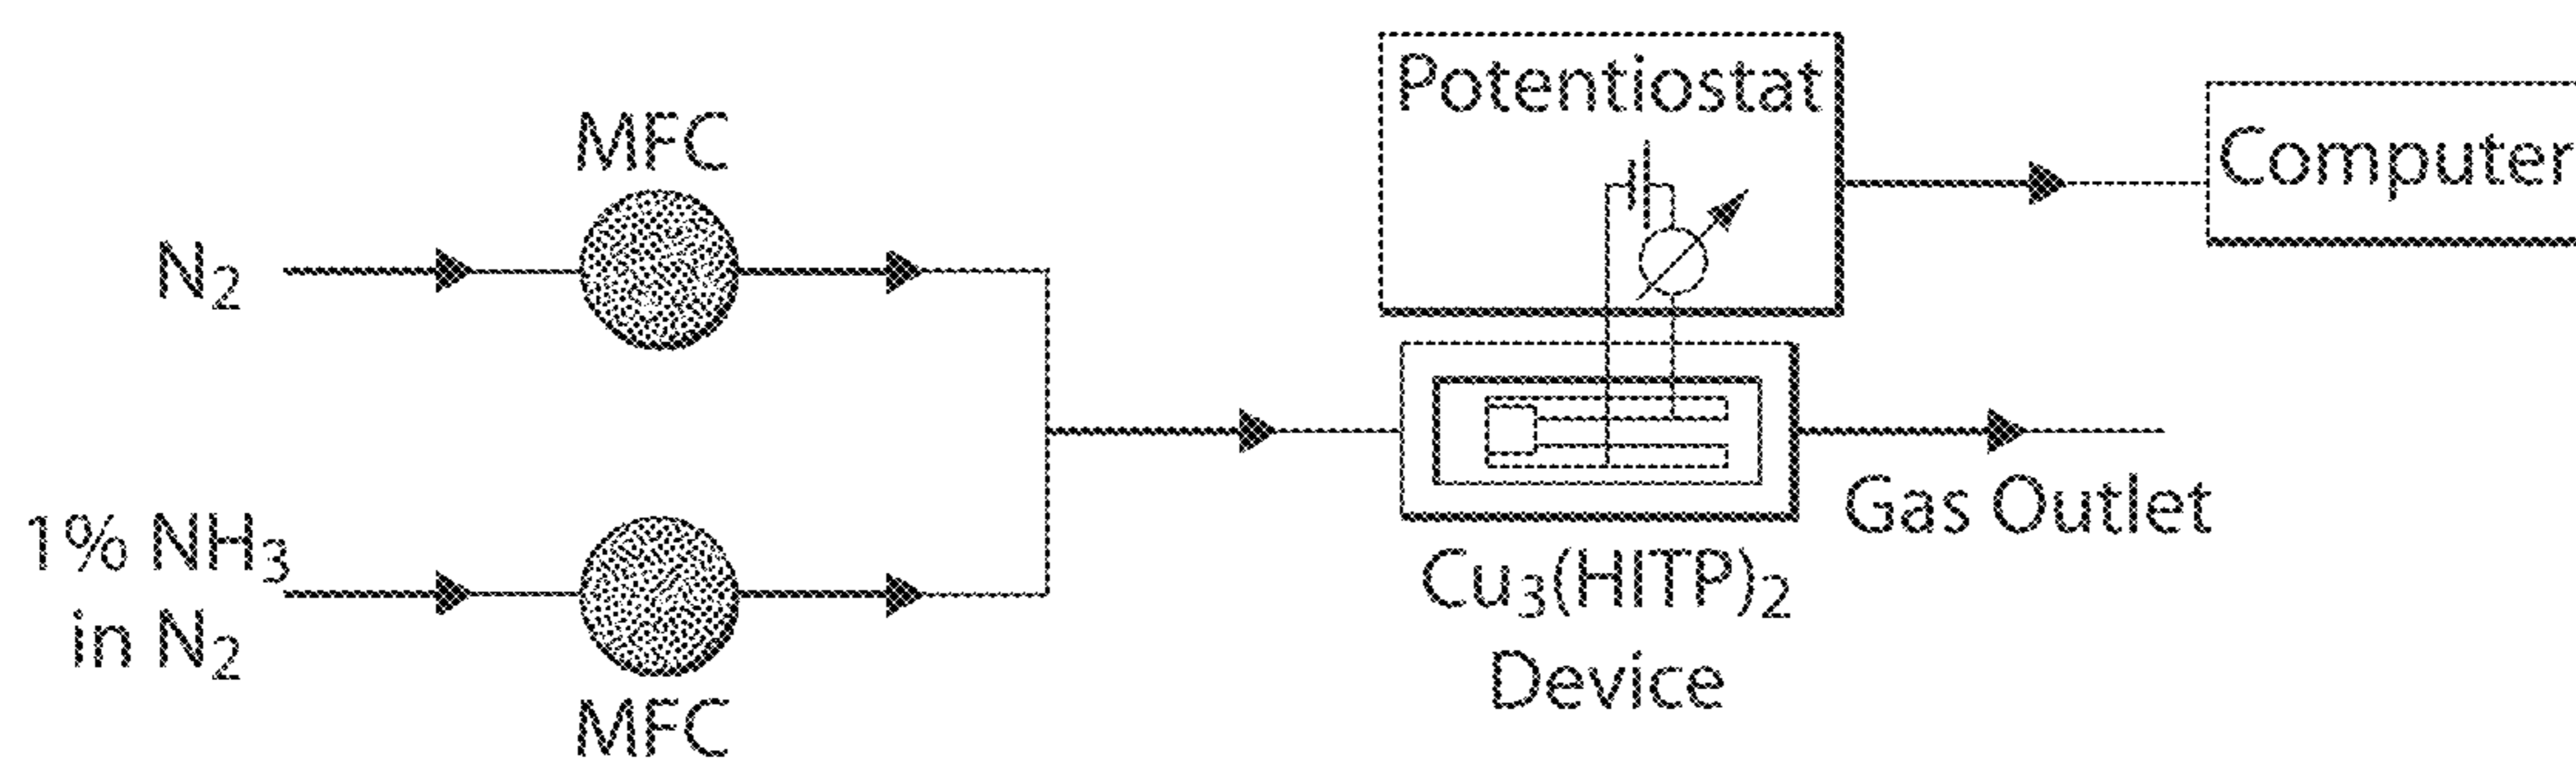 MFC
N₂
1% NH₃
in N₂
MFC
Potentiostat
Computer
Cu₃(HITP)₂
Device
Gas Outlet